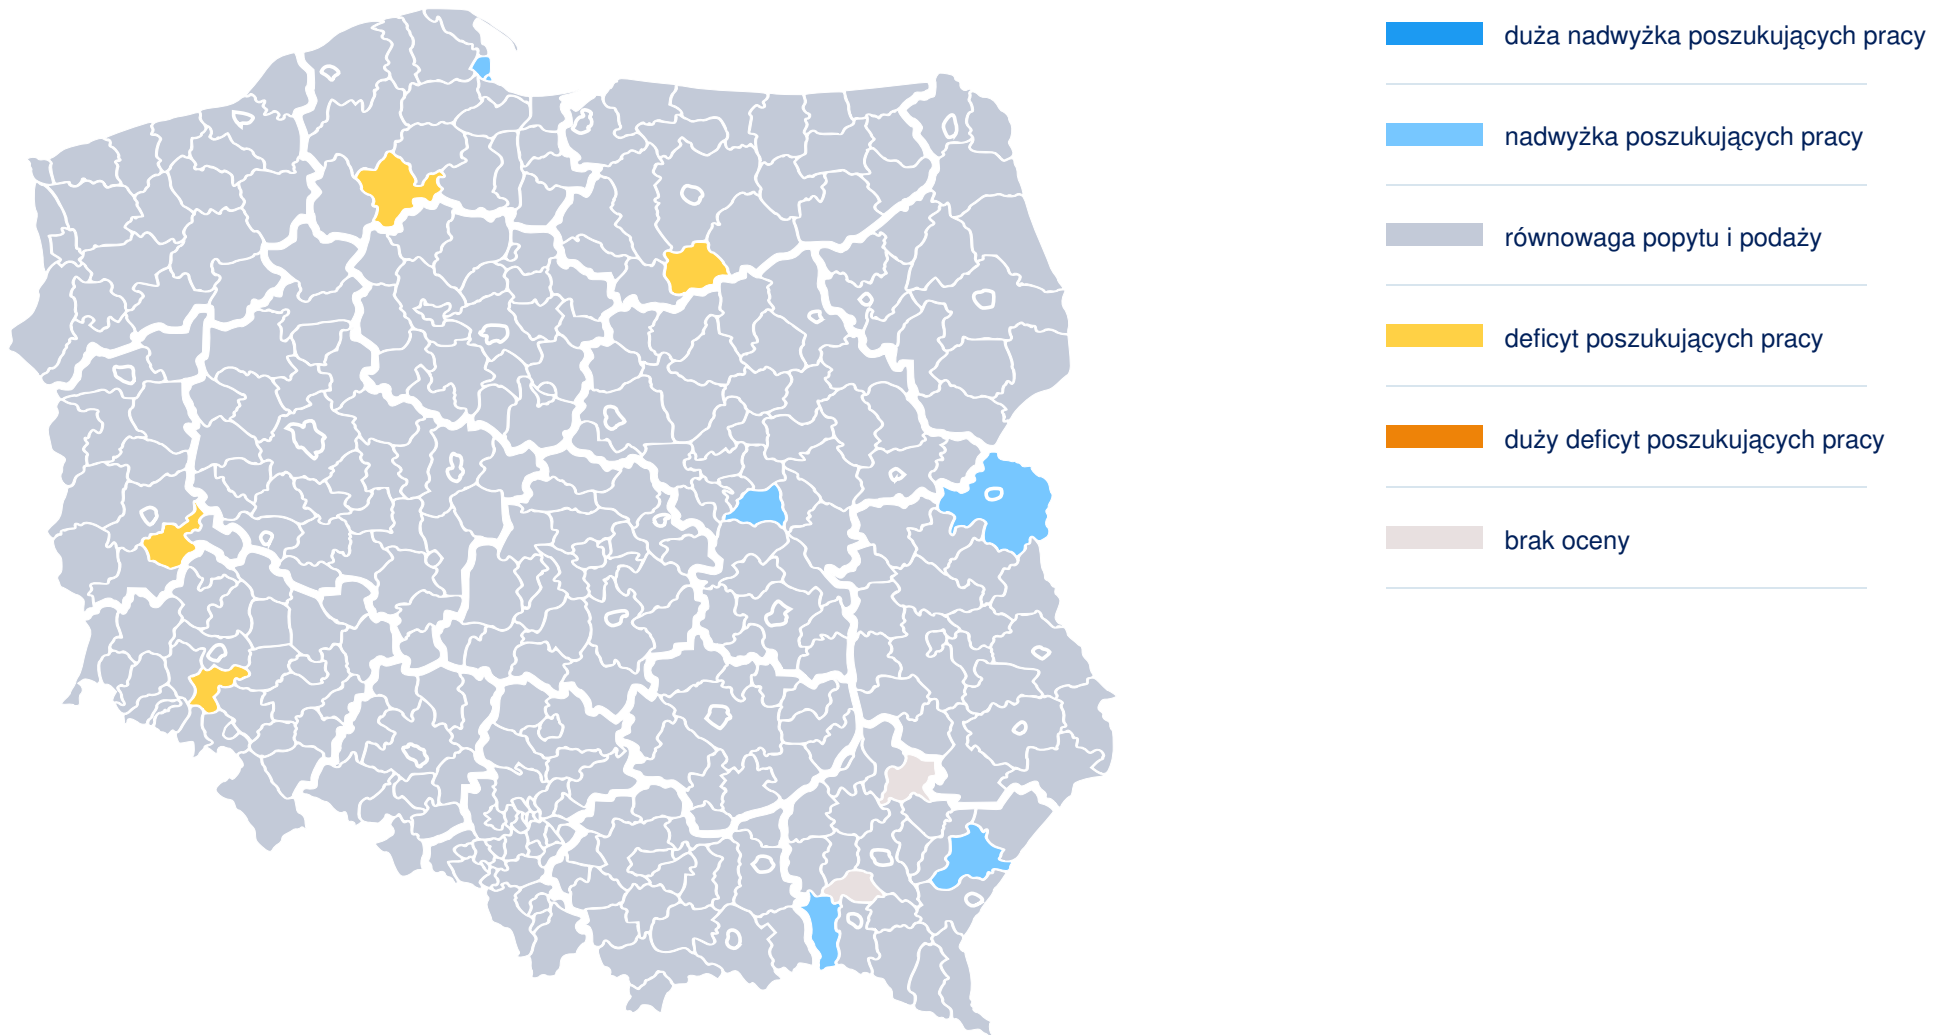 duża nadwyżka poszukujących pracy
nadwyżka poszukujących pracy
równowaga popytu i podaży
deficyt poszukujących pracy
duży deficyt poszukujących pracy
brak oceny